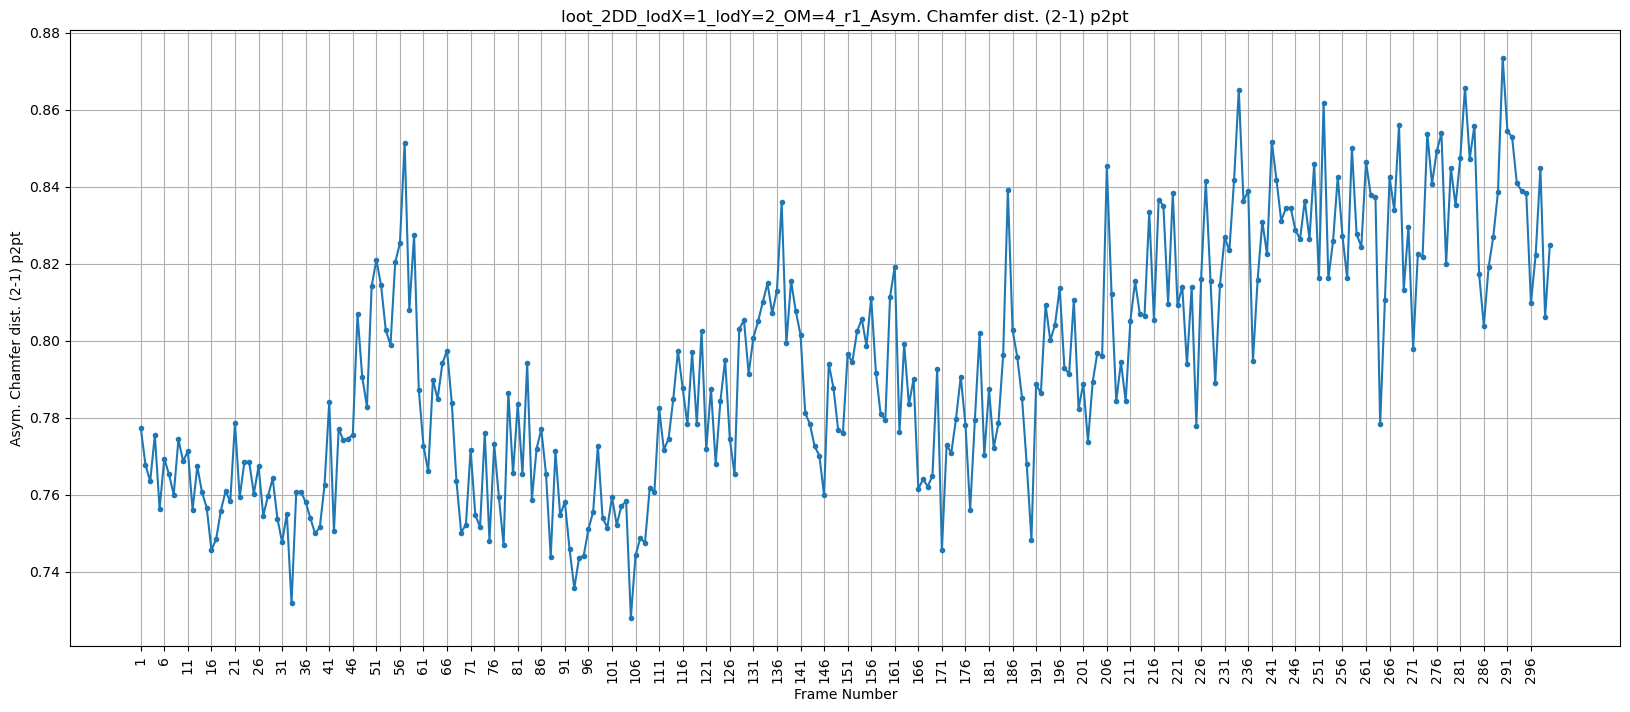 loot_2DD_lodX=1_lodY=2_OM=4_r1_Asym. Chamfer dist. (2-1) p2pt
Asym. Chamfer dist. (2-1) p2pt
0.88
0.86
0.84
0.82
0.80
0.78
0.76
0.74
1 6 11 16 21 26 31 36 41 46 51 56 61 66 71 76 81 86 91 96 101 106 111 116 121 126 131 136 141 146 151 156 161 166 171 176 181 186 191 196 201 206 211 216 221 226 231 236 241 246 251 256 261 266 271 276 281 286 291 296
Frame Number